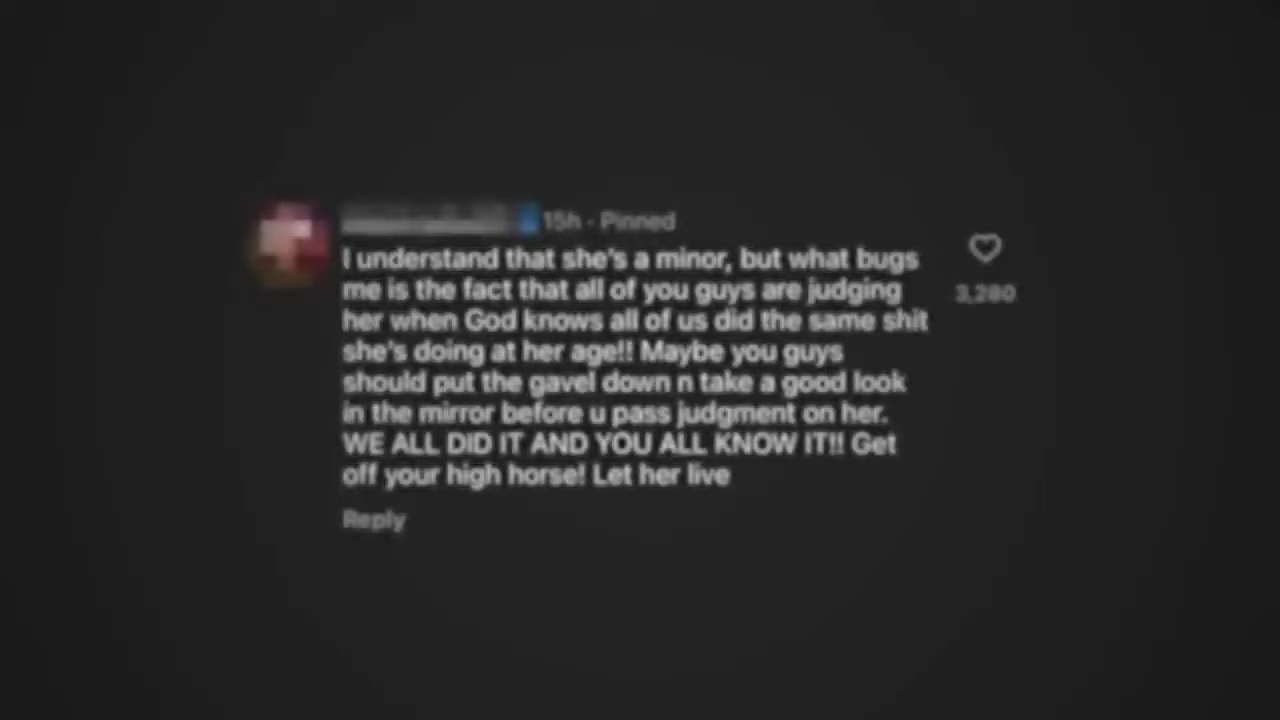 15h · Pinned
I understand that she's a minor, but what bugs
me is the fact that all of you guys are judging
her when God knows all of us did the same shit
she's doing at her age!! Maybe you guys
should put the gavel down n take a good look
in the mirror before u pass judgment on her.
WE ALL DID IT AND YOU ALL KNOW IT!! Get
off your high horse! Let her live
3,280
Reply